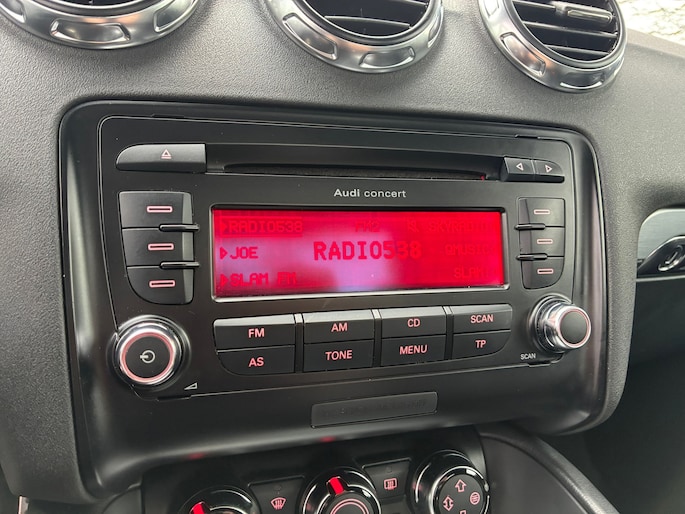 Audi concert
RADIO538
JOE RADIO538
SLAM FM
FM AM CD SCAN
AS TONE MENU TP
SCAN